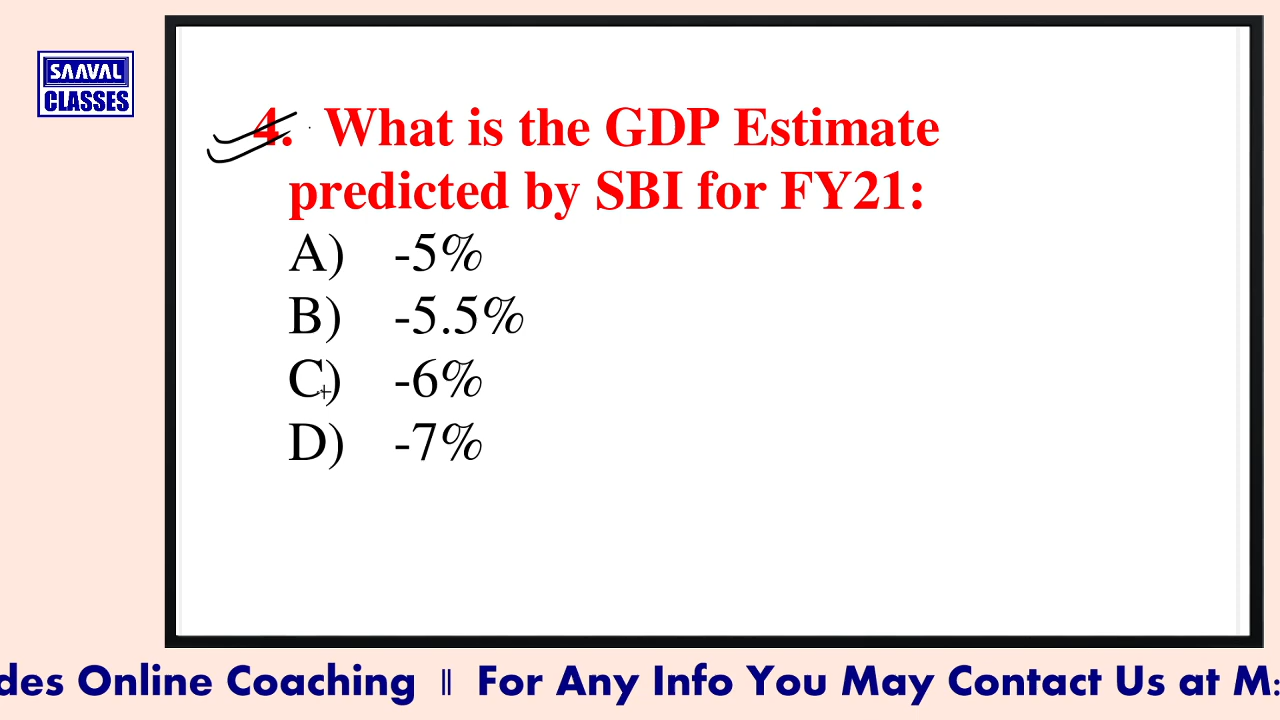 SAAVAL
CLASSES
4. What is the GDP Estimate
predicted by SBI for FY21:
A) -5%
B) -5.5%
C) -6%
D) -7%
des Online Coaching || For Any Info You May Contact Us at M: